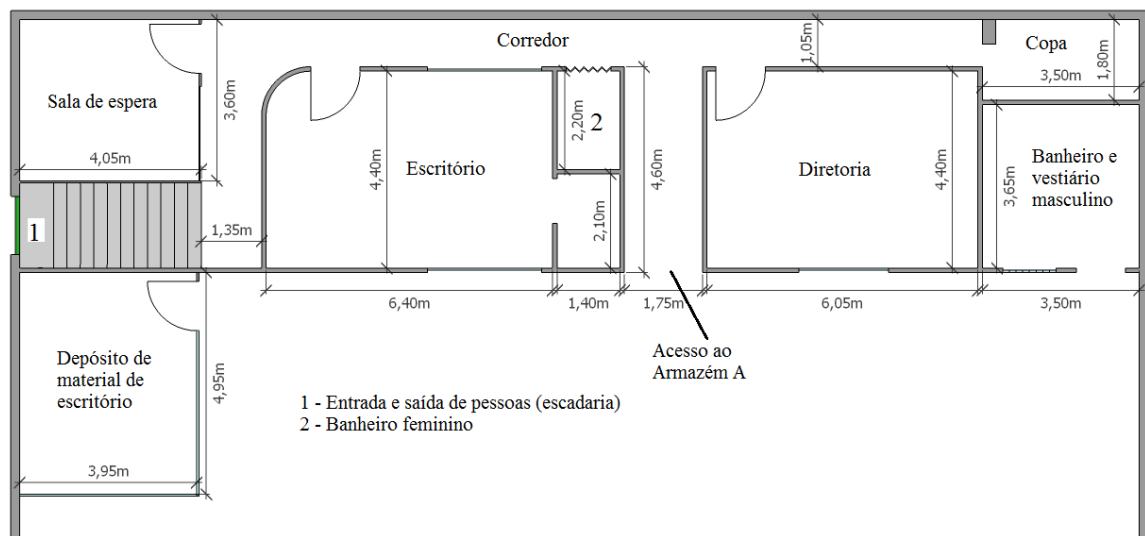 Corredor
Copa
1,05m
3,50m
1,80m
Sala de espera
3,60m
4,05m
2,20m
2
4,40m
Escritório
4,60m
Diretoria
4,40m
3,65m
Banheiro e
vestiário
masculino
1
1,35m
2,10m
6,40m
1,40m
1,75m
6,05m
3,50m
Depósito de
material de
escritório
4,95m
3,95m
Acesso ao
Armazém A
1 - Entrada e saída de pessoas (escadaria)
2 - Banheiro feminino